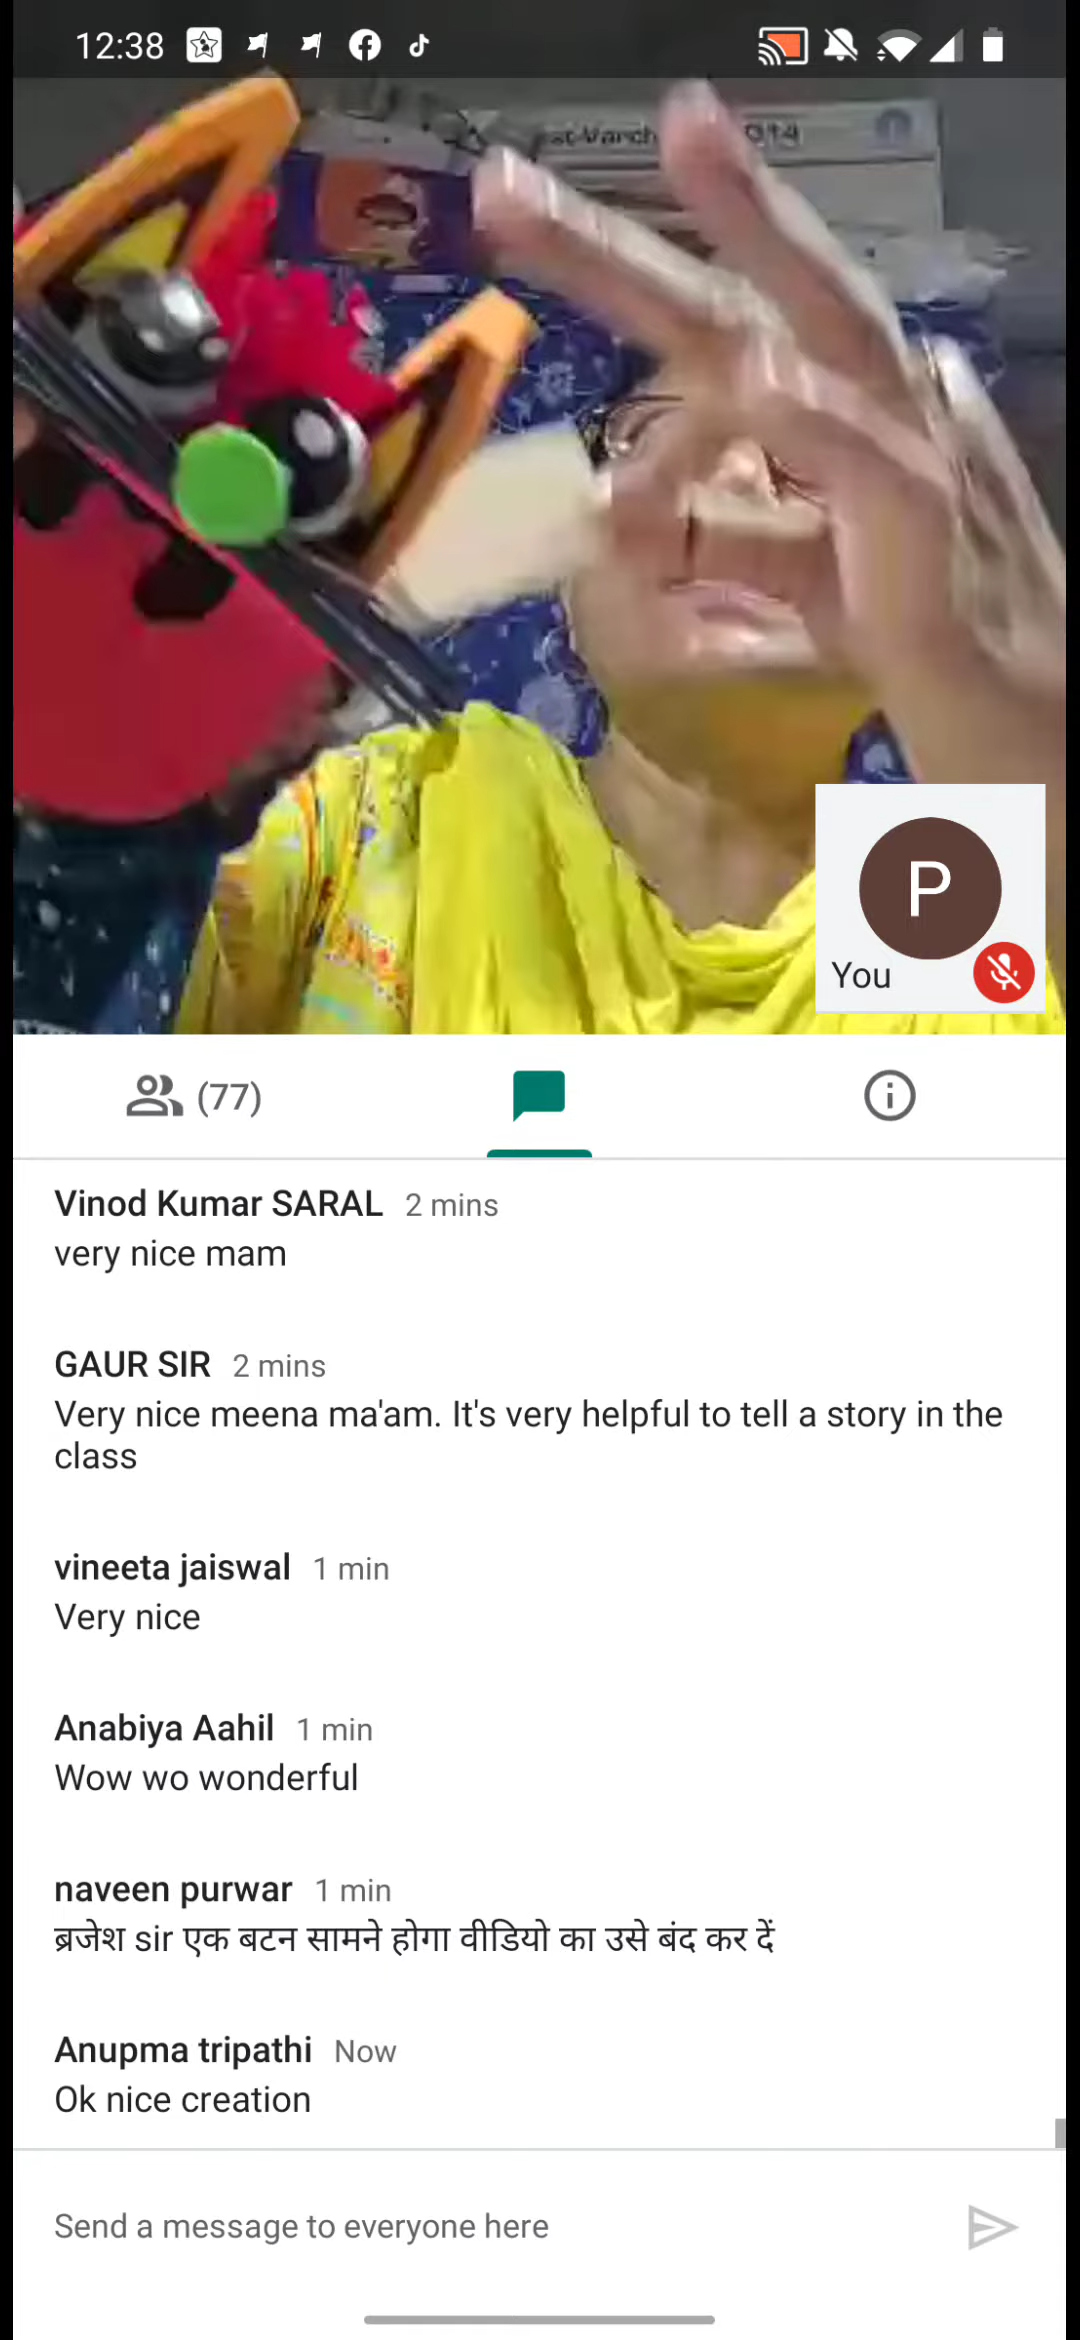 12:38
P
You
(77)
Vinod Kumar SARAL 2 mins
very nice mam
GAUR SIR 2 mins
Very nice meena ma'am. It's very helpful to tell a story in the
class
vineeta jaiswal 1 min
Very nice
Anabiya Aahil 1 min
Wow wo wonderful
naveen purwar 1 min
ब्रजेश sir एक बटन सामने होगा वीडियो का उसे बंद कर दें
Anupma tripathi Now
Ok nice creation
Send a message to everyone here